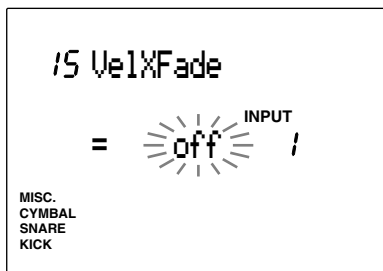 15 VelXFade
INPUT
= off 1
MISC.
CYMBAL
SNARE
KICK